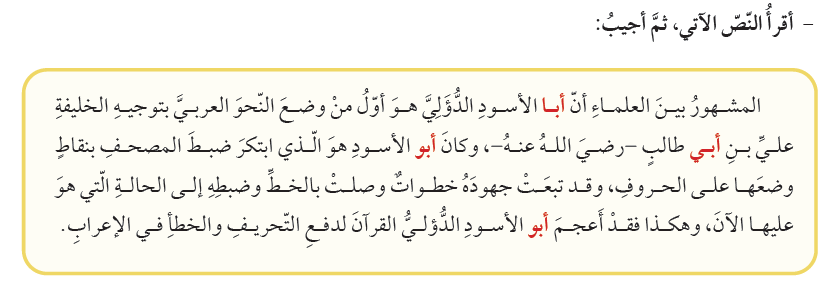 – أقرأُ النّصّ الآتي، ثمَّ أجيبُ:
المشهورُ بينَ العلماءِ أنّ أبا الأسودِ الدُّؤَلِيَّ هوَ أوّلُ منْ وضعَ النّحوَ العربيَّ بتوجيهِ الخليفةِ
عليِّ بنِ أبي طالبٍ –رضيَ اللهُ عنهُ–، وكانَ أبو الأسودِ هوَ الّذي ابتكرَ ضبطَ المصحفِ بنقاطٍ
وضعَها على الحروفِ، وقد تبعَتْ جهودَهُ خطواتٌ وصلتْ بالخطِّ وضبطِهِ إلى الحالةِ الّتي هوَ
عليها الآنَ، وهكذا فقدْ أَعجمَ أبو الأسودِ الدُّؤليُّ القرآنَ لدفعِ التّحريفِ والخطأِ في الإعرابِ.